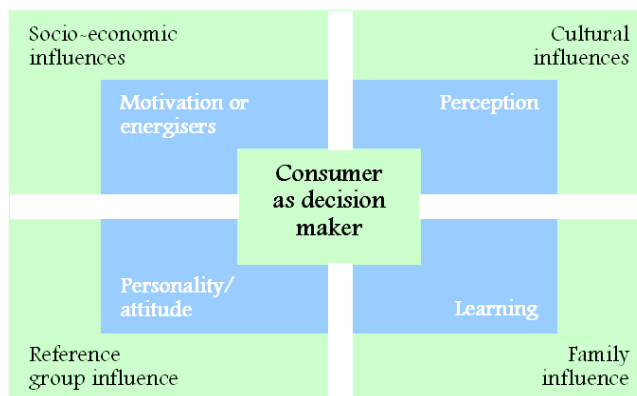 Socio-economic
influences
Cultural
influences
Motivation or
energisers
Perception
Consumer
as decision
maker
Personality/
attitude
Learning
Reference
group influence
Family
influence